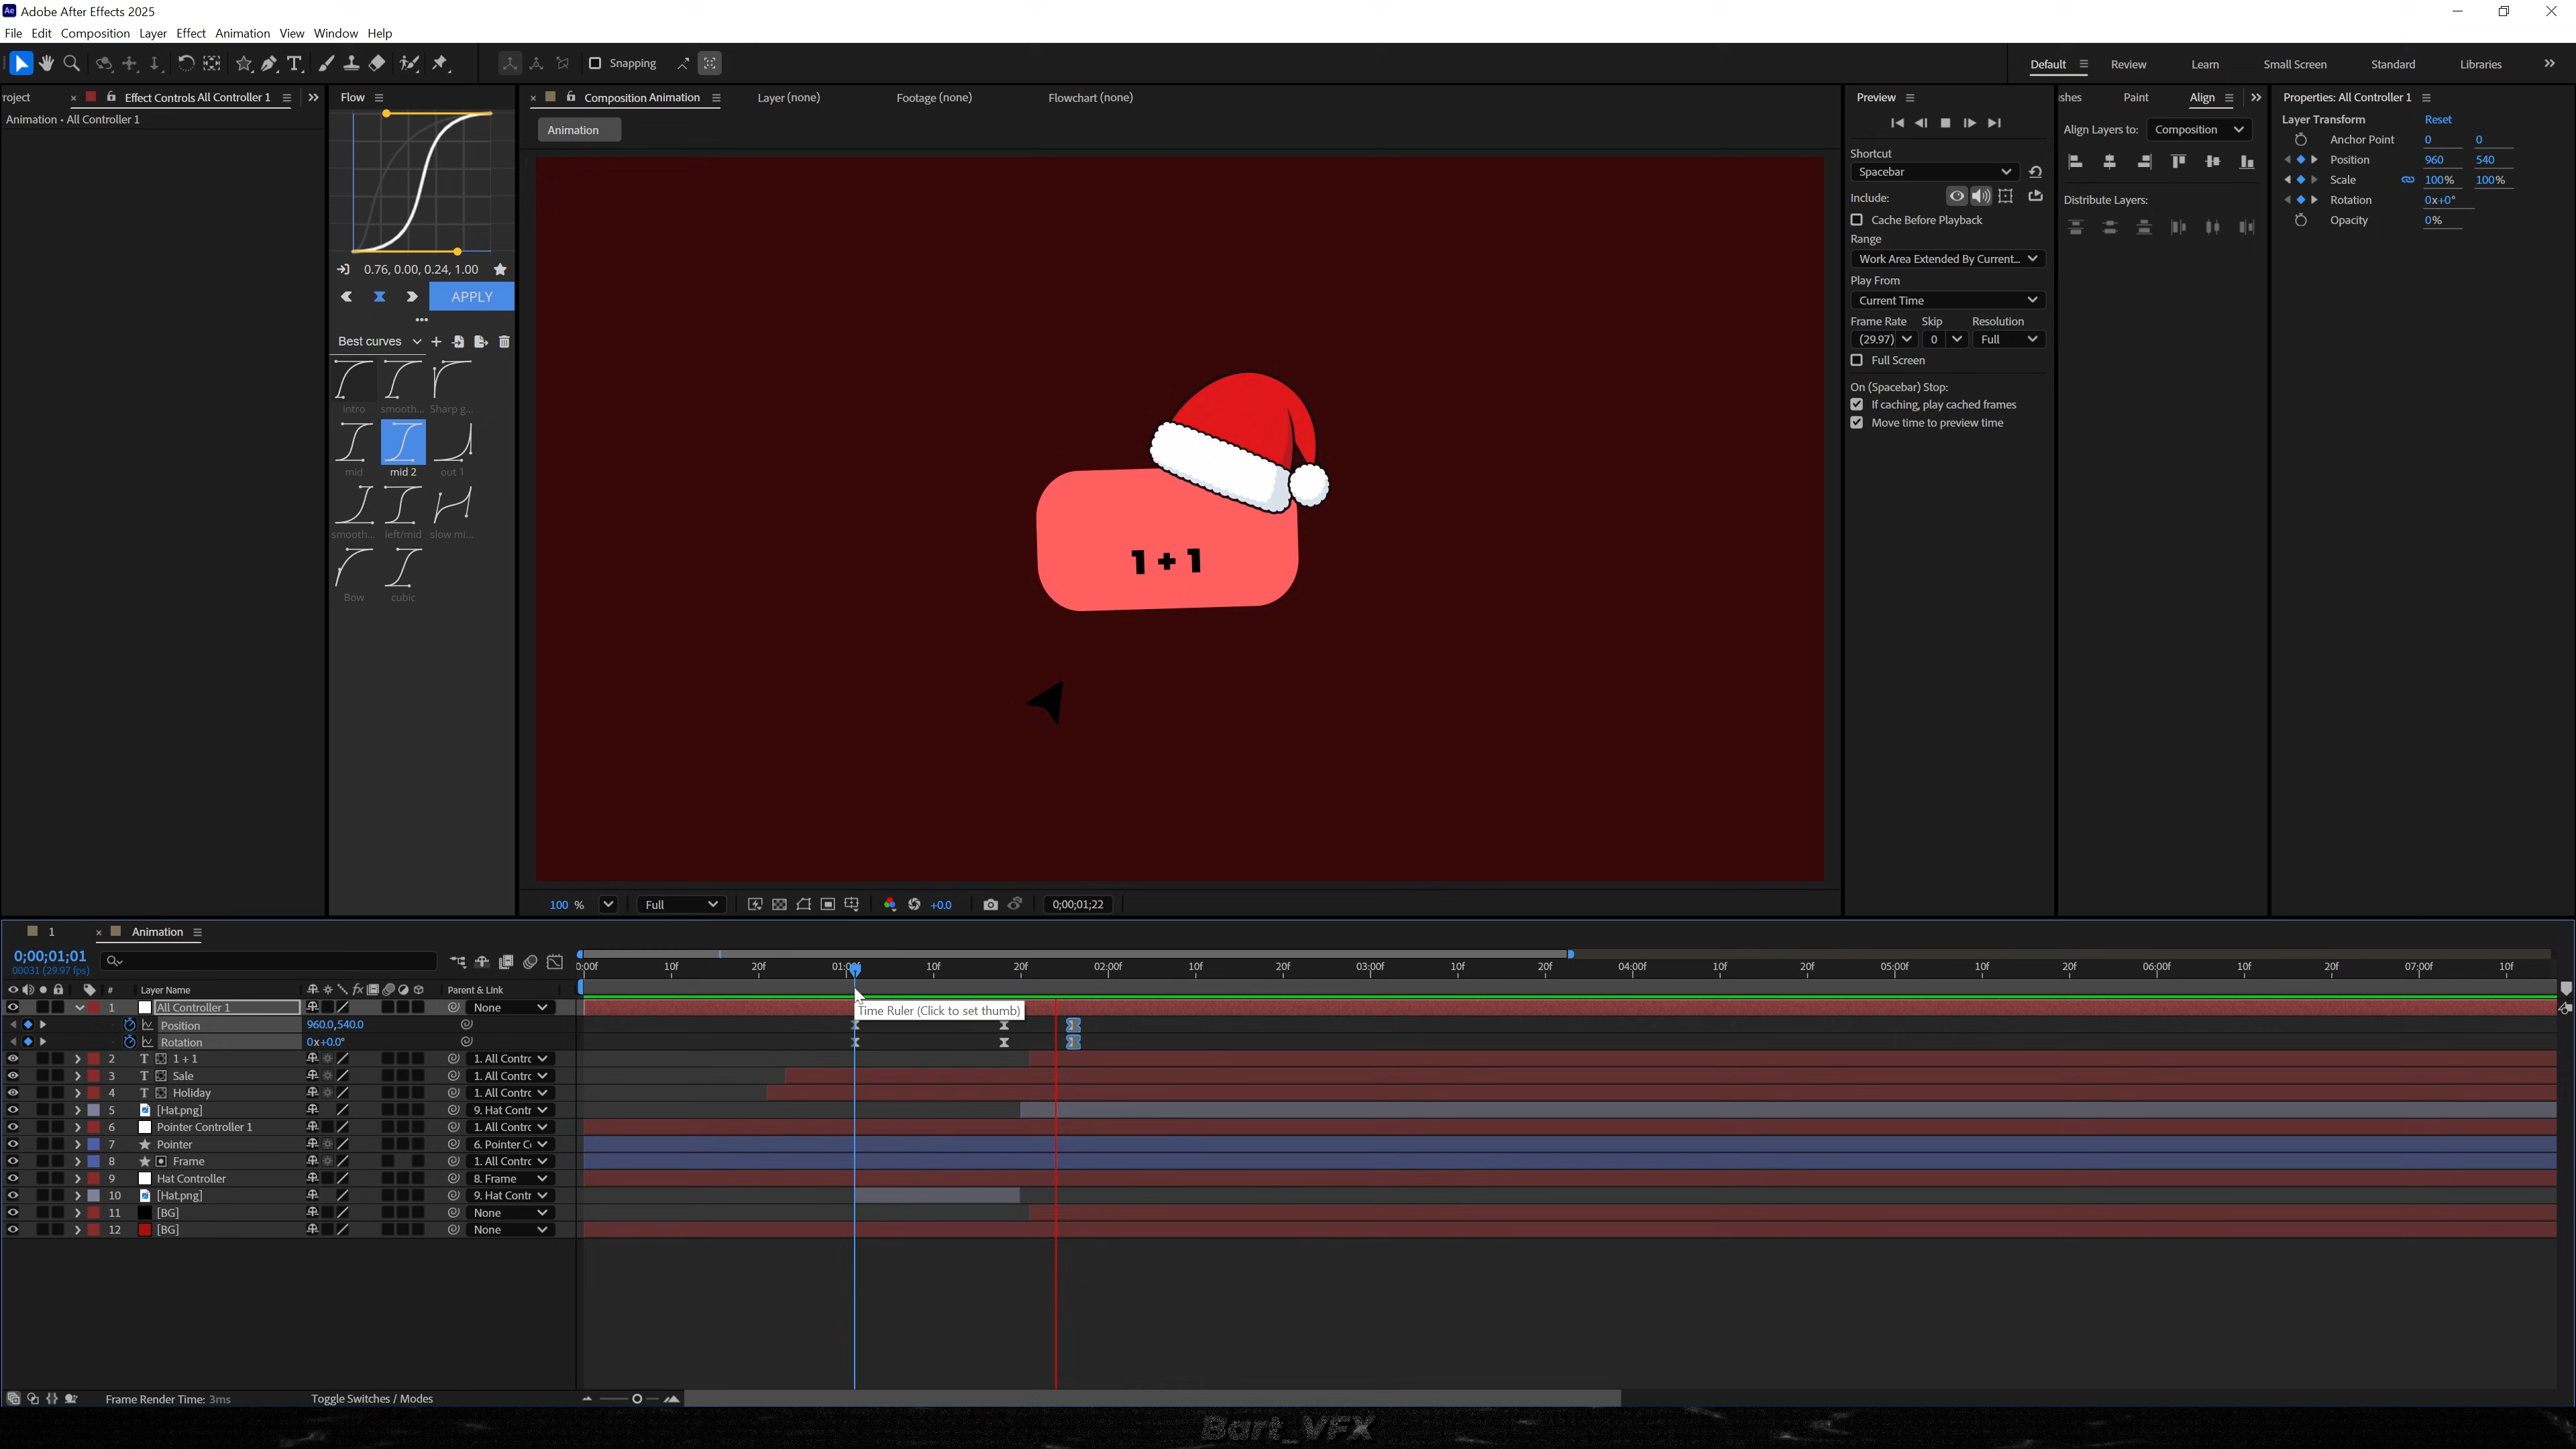 Ae Adobe After Effects 2025
File Edit Composition Layer Effect Animation View Window Help
Snapping
Default Review Learn Small Screen Standard Libraries
roject Effect Controls All Controller 1
Animation • All Controller 1
Flow
0.76, 0.00, 0.24, 1.00
APPLY
Best curves
intro smooth... Sharp g...
mid mid 2 out 1
smooth... left/mid slow mi...
Bow cubic
Composition Animation Layer (none) Footage (none) Flowchart (none)
Animation
1 + 1
100 % Full +0.0 0;00;01;22
Preview
Shortcut
Spacebar
Include:
Cache Before Playback
Range
Work Area Extended By Current...
Play From
Current Time
Frame Rate Skip Resolution
(29.97) 0 Full
Full Screen
On (Spacebar) Stop:
If caching, play cached frames
Move time to preview time
shes Paint Align
Align Layers to: Composition
Distribute Layers:
Properties: All Controller 1
Layer Transform Reset
Anchor Point 0 0
Position 960 540
Scale 100% 100%
Rotation 0x+0°
Opacity 0%
1 Animation
0;00;01;01
00031 (29.97 fps)
0:00f 10f 20f 01:00f 10f 20f 02:00f 10f 20f 03:00f 10f 20f 04:00f 10f 20f 05:00f 10f 20f 06:00f 10f 20f 07:00f 10f
# Layer Name fx Parent & Link
1 All Controller 1 None
Time Ruler (Click to set thumb)
Position 960.0,540.0
Rotation 0x+0.0°
2 T 1 + 1 1. All Contrc
3 T Sale 1. All Contrc
4 T Holiday 1. All Contrc
5 [Hat.png] 9. Hat Contr
6 Pointer Controller 1 1. All Contrc
7 Pointer 6. Pointer C
8 Frame 1. All Contrc
9 Hat Controller 8. Frame
10 [Hat.png] 9. Hat Contr
11 [BG] None
12 [BG] None
Frame Render Time: 3ms Toggle Switches / Modes
Bart_VFX